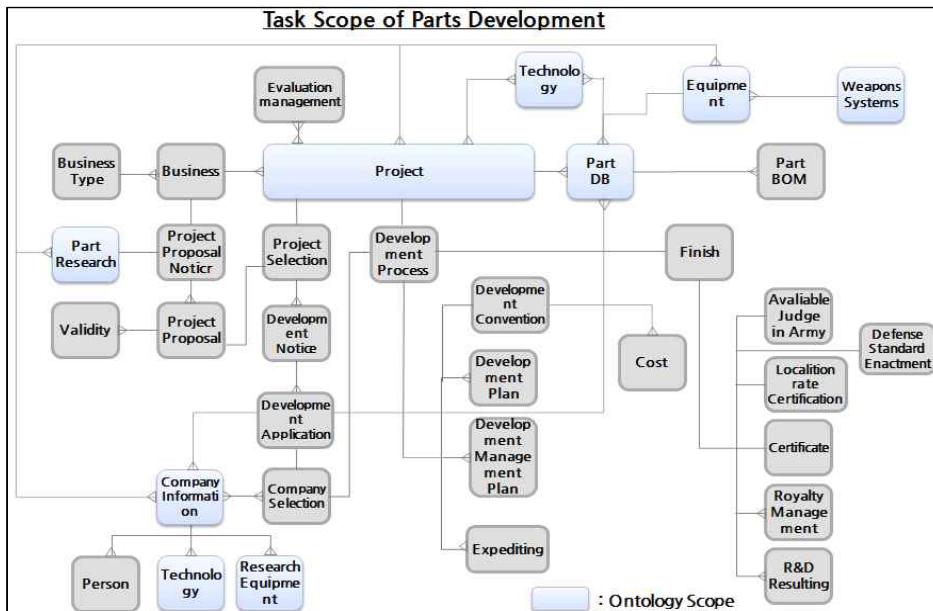 Task Scope of Parts Development
Evaluation
management
Technolo
gy
Equipme
nt
Weapons
Systems
Business
Type
Business
Project
Part
DB
Part
BOM
Part
Research
Project
Proposal
Noticr
Project
Selection
Develop
ment
Process
Finish
Validity
Project
Proposal
Developm
ent
Notice
Developm
ent
Convention
Cost
Avaliable
Judge
in Army
Defense
Standard
Enactment
Localition
rate
Certification
Develop
ment
Plan
Developm
ent
Application
Develop
ment
Manage
ment
Plan
Certificate
Company
Informati
on
Company
Selection
Royalty
Manage
ment
Expediting
R&D
Resulting
Person
Technolo
gy
Research
Equipme
nt
: Ontology Scope